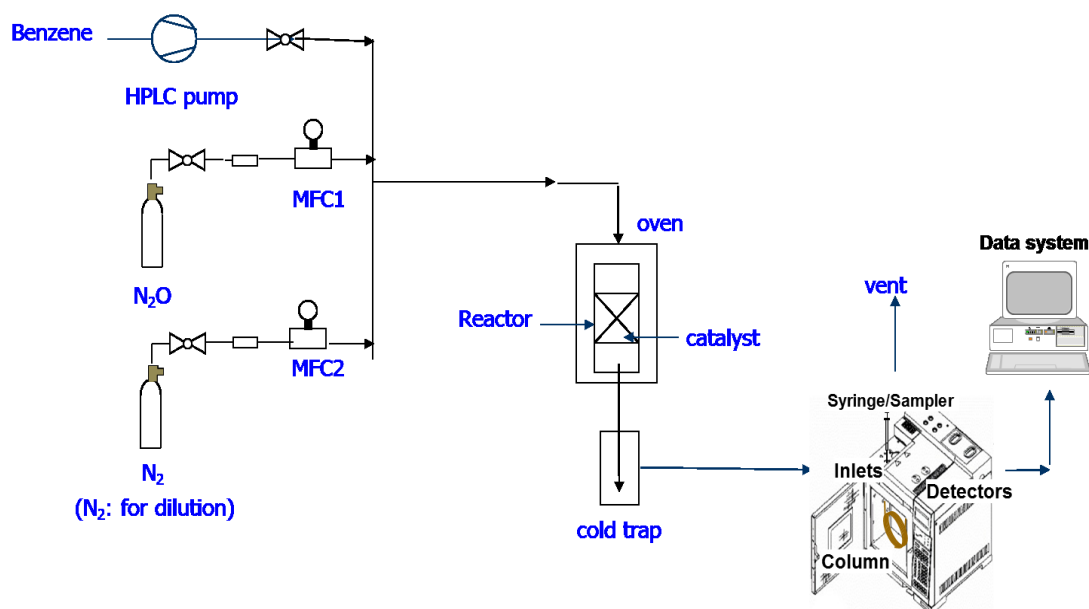 Benzene
HPLC pump
MFC1
N₂O
MFC2
N₂
(N₂: for dilution)
oven
Reactor
catalyst
cold trap
vent
Data system
Syringe/Sampler
Inlets
Detectors
Column